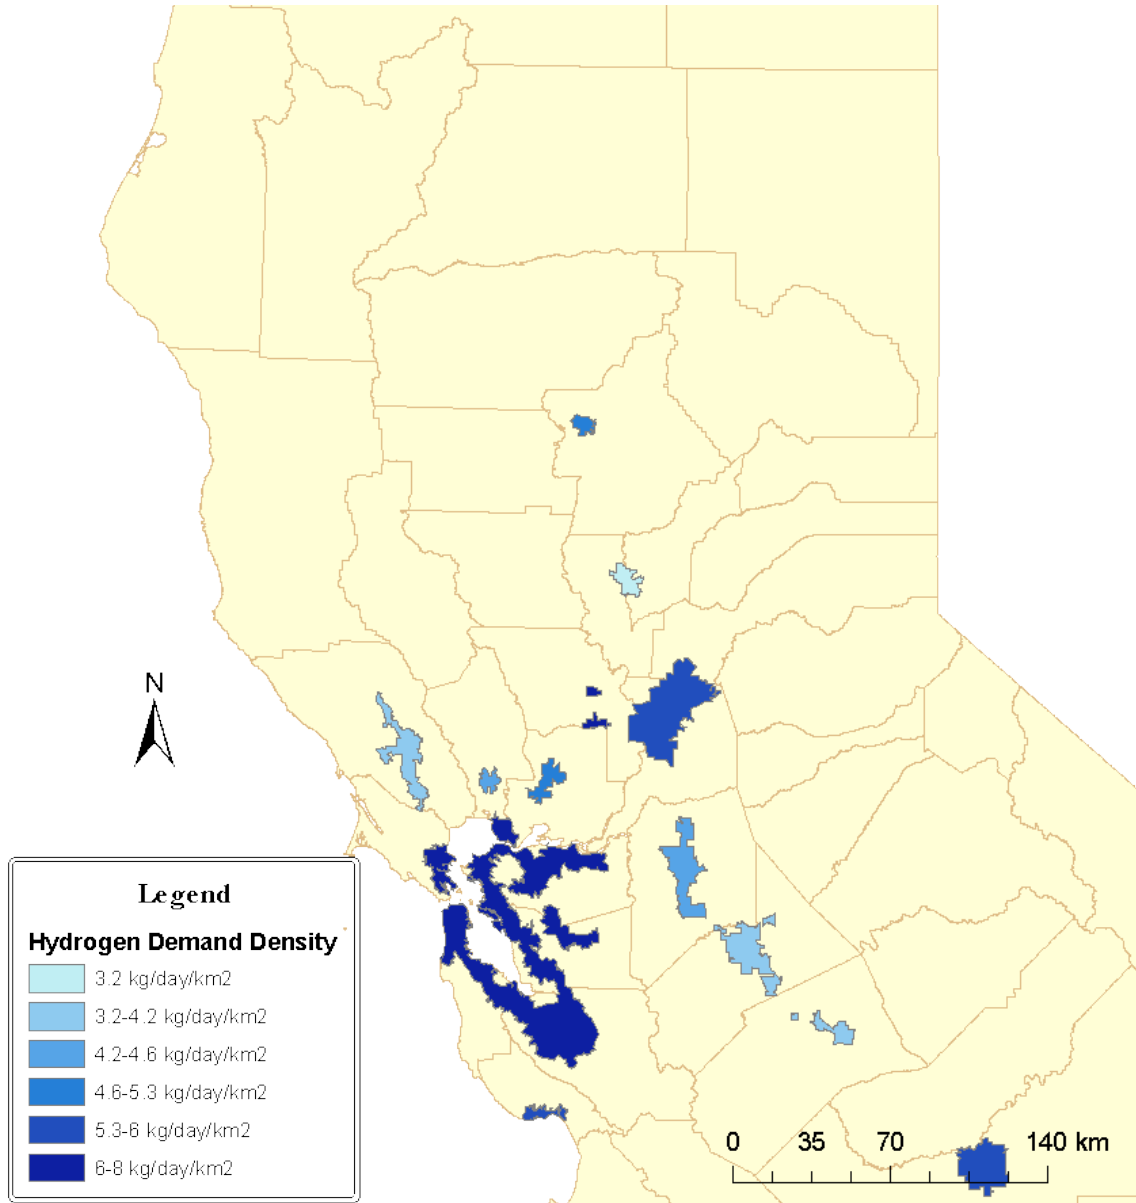 N
Legend
Hydrogen Demand Density
3.2 kg/day/km2
3.2-4.2 kg/day/km2
4.2-4.6 kg/day/km2
4.6-5.3 kg/day/km2
5.3-6 kg/day/km2
6-8 kg/day/km2
0 35 70 140 km